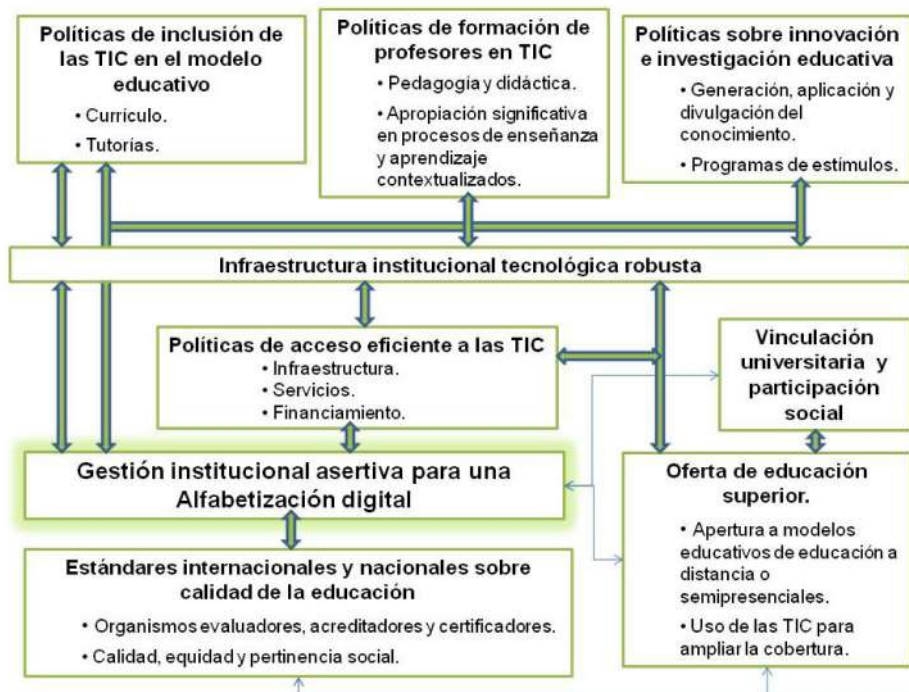 Políticas de inclusión de
las TIC en el modelo
educativo
• Currículo.
• Tutorías.
Políticas de formación de
profesores en TIC
• Pedagogía y didáctica.
• Apropiación significativa
en procesos de enseñanza
y aprendizaje
contextualizados.
Políticas sobre innovación
e investigación educativa
• Generación, aplicación y
divulgación del
conocimiento.
• Programas de estímulos.
Infraestructura institucional tecnológica robusta
Políticas de acceso eficiente a las TIC
• Infraestructura.
• Servicios.
• Financiamiento.
Vinculación
universitaria y
participación
social
Gestión institucional asertiva para una
Alfabetización digital
Oferta de educación
superior.
• Apertura a modelos
educativos de educación a
distancia o
semipresenciales.
• Uso de las TIC para
ampliar la cobertura.
Estándares internacionales y nacionales sobre
calidad de la educación
• Organismos evaluadores, acreditadores y certificadores.
• Calidad, equidad y pertinencia social.